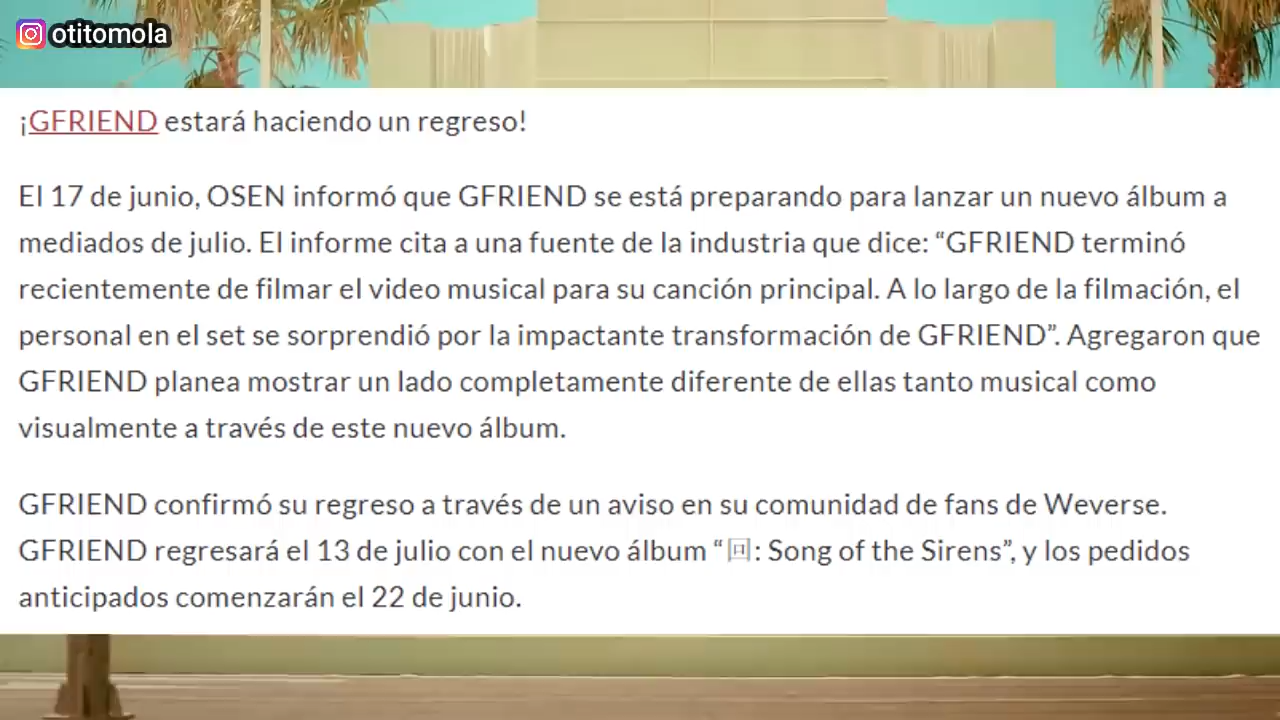 otitomola
¡GFRIEND estará haciendo un regreso!
El 17 de junio, OSEN informó que GFRIEND se está preparando para lanzar un nuevo álbum a
mediados de julio. El informe cita a una fuente de la industria que dice: “GFRIEND terminó
recientemente de filmar el video musical para su canción principal. A lo largo de la filmación, el
personal en el set se sorprendió por la impactante transformación de GFRIEND”. Agregaron que
GFRIEND planea mostrar un lado completamente diferente de ellas tanto musical como
visualmente a través de este nuevo álbum.
GFRIEND confirmó su regreso a través de un aviso en su comunidad de fans de Weverse.
GFRIEND regresará el 13 de julio con el nuevo álbum “回: Song of the Sirens”, y los pedidos
anticipados comenzarán el 22 de junio.